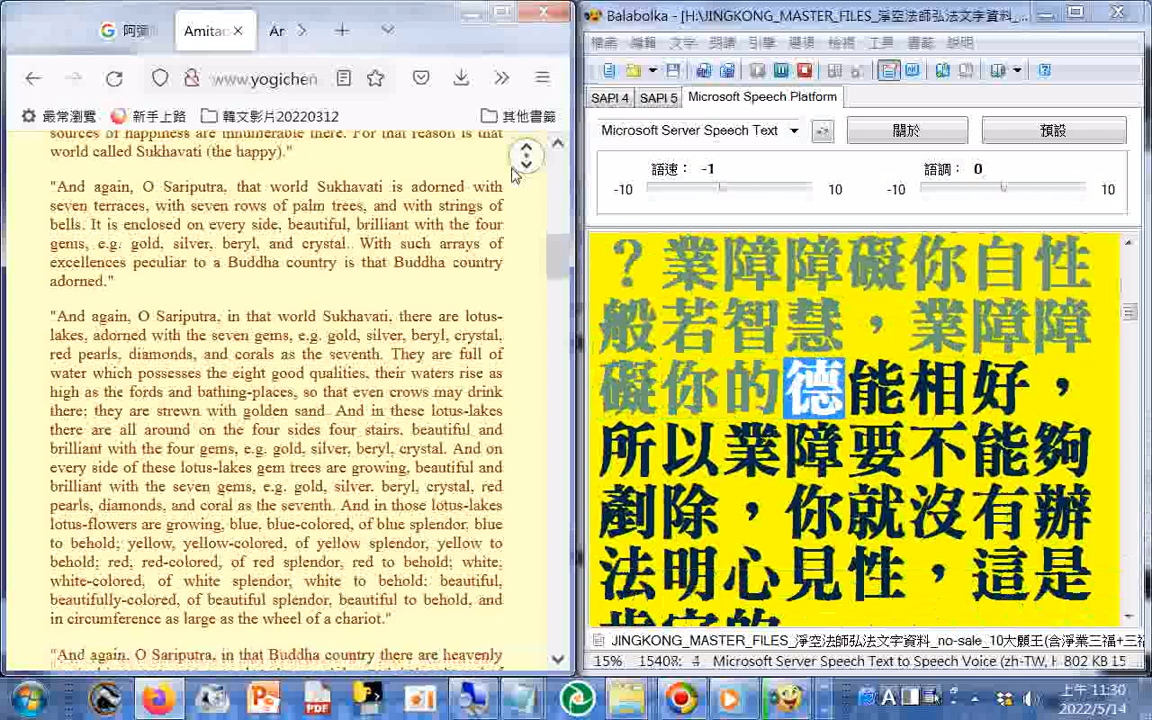 阿彌
Amitac
Ar
www.yogichen
最常瀏覽
新手上路
韓文影片20220312
其他書籤
sources of happiness are innumerable there. For that reason is that
world called Sukhavati (the happy)."
"And again, O Sariputra, that world Sukhavati is adorned with
seven terraces, with seven rows of palm trees, and with strings of
bells. It is enclosed on every side, beautiful, brilliant with the four
gems, e.g. gold, silver, beryl, and crystal. With such arrays of
excellences peculiar to a Buddha country is that Buddha country
adorned."
"And again, O Sariputra, in that world Sukhavati, there are lotus-
lakes, adorned with the seven gems, e.g. gold, silver, beryl, crystal,
red pearls, diamonds, and corals as the seventh. They are full of
water which possesses the eight good qualities, their waters rise as
high as the fords and bathing-places, so that even crows may drink
there; they are strewn with golden sand. And in these lotus-lakes
there are all around on the four sides four stairs, beautiful and
brilliant with the four gems, e.g. gold, silver, beryl, crystal. And on
every side of these lotus-lakes gem trees are growing, beautiful and
brilliant with the seven gems, e.g. gold, silver, beryl, crystal, red
pearls, diamonds, and coral as the seventh. And in those lotus-lakes
lotus-flowers are growing, blue, blue-colored, of blue splendor, blue
to behold; yellow, yellow-colored, of yellow splendor, yellow to
behold; red, red-colored, of red splendor, red to behold; white,
white-colored, of white splendor, white to behold; beautiful,
beautifully-colored, of beautiful splendor, beautiful to behold, and
in circumference as large as the wheel of a chariot."
"And again, O Sariputra, in that Buddha country there are heavenly
Balabolka - [H:\JINGKONG_MASTER_FILES_淨空法師弘法文字資料_...
檔案 編輯 文字 朗讀 引擎 選項 檢視 工具 書籤 說明
SAPI 4 SAPI 5 Microsoft Speech Platform
Microsoft Server Speech Text
關於
預設
語速： -1
語調： 0
-10 10 -10 10
？業障障礙你自性
般若智慧，業障障
礙你的德能相好，
所以業障要不能夠
剷除，你就沒有辦
法明心見性，這是
JINGKONG_MASTER_FILES_淨空法師弘法文字資料_no-sale_10大願王(含淨業三福+三福
15% 15408: 4 Microsoft Server Speech Text to Speech Voice (zh-TW, H 802 KB 15
上午 11:30
2022/5/14